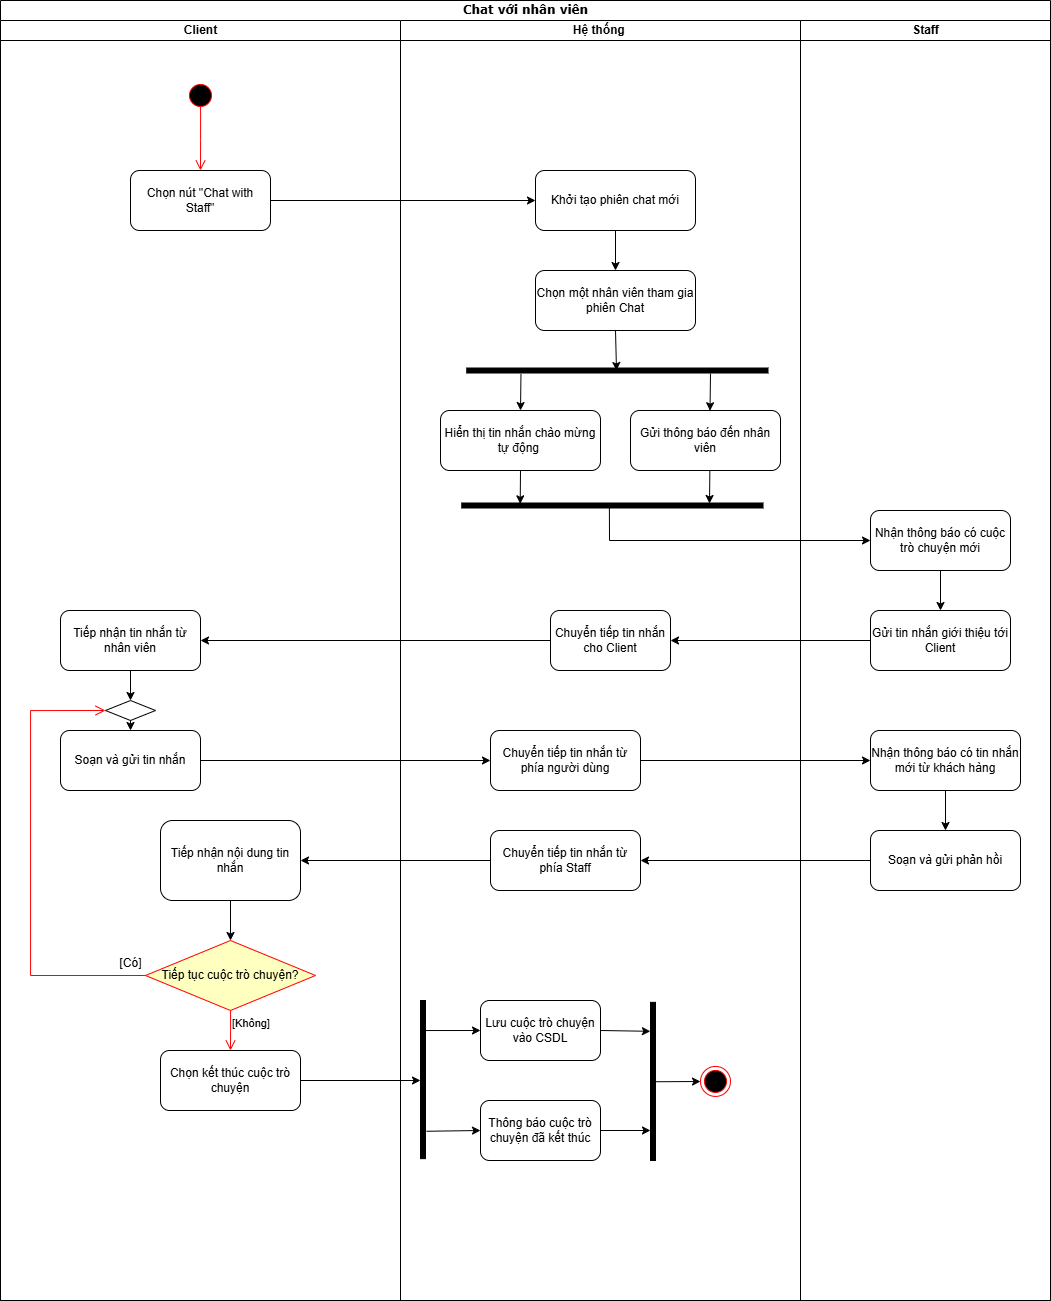 Chat với nhân viên
Client
Hệ thống
Staff
Chọn nút "Chat with
Staff"
Khởi tạo phiên chat mới
Chọn một nhân viên tham gia
phiên Chat
Hiển thị tin nhắn chào mừng
tự động
Gửi thông báo đến nhân
viên
Nhận thông báo có cuộc
trò chuyện mới
Tiếp nhận tin nhắn từ
nhân viên
Chuyển tiếp tin nhắn
cho Client
Gửi tin nhắn giới thiệu tới
Client
Soạn và gửi tin nhắn
Chuyển tiếp tin nhắn từ
phía người dùng
Nhận thông báo có tin nhắn
mới từ khách hàng
Tiếp nhận nội dung tin
nhắn
Chuyển tiếp tin nhắn từ
phía Staff
Soạn và gửi phản hồi
[Có]
Tiếp tục cuộc trò chuyện?
[Không]
Lưu cuộc trò chuyện
vào CSDL
Chọn kết thúc cuộc trò
chuyện
Thông báo cuộc trò
chuyện đã kết thúc